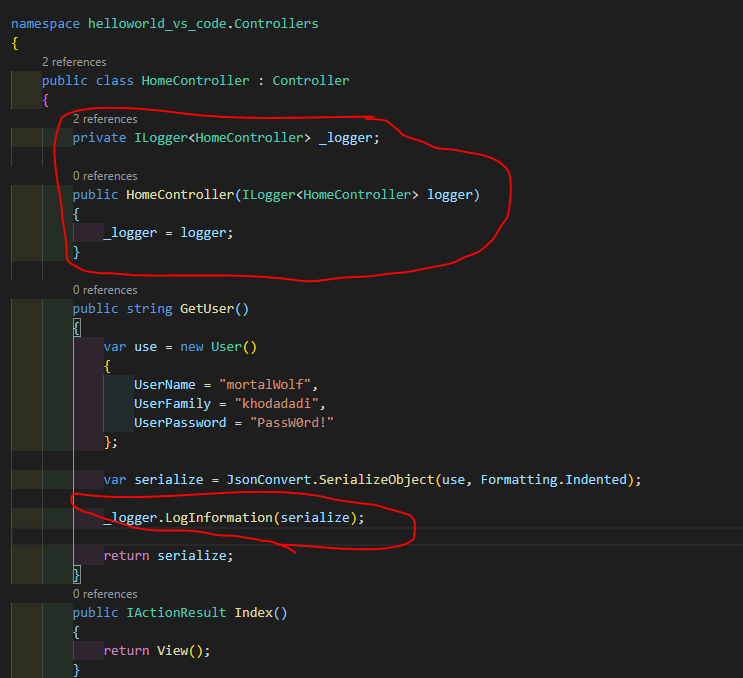 namespace helloworld_vs_code.Controllers
{
2 references
public class HomeController : Controller
{
2 references
private ILogger<HomeController> _logger;
0 references
public HomeController(ILogger<HomeController> logger)
{
_logger = logger;
}
0 references
public string GetUser()
{
var use = new User()
{
UserName = "mortalWolf",
UserFamily = "khodadadi",
UserPassword = "PassW0rd!"
};
var serialize = JsonConvert.SerializeObject(use, Formatting.Indented);
_logger.LogInformation(serialize);
return serialize;
}
0 references
public IActionResult Index()
{
return View();
}